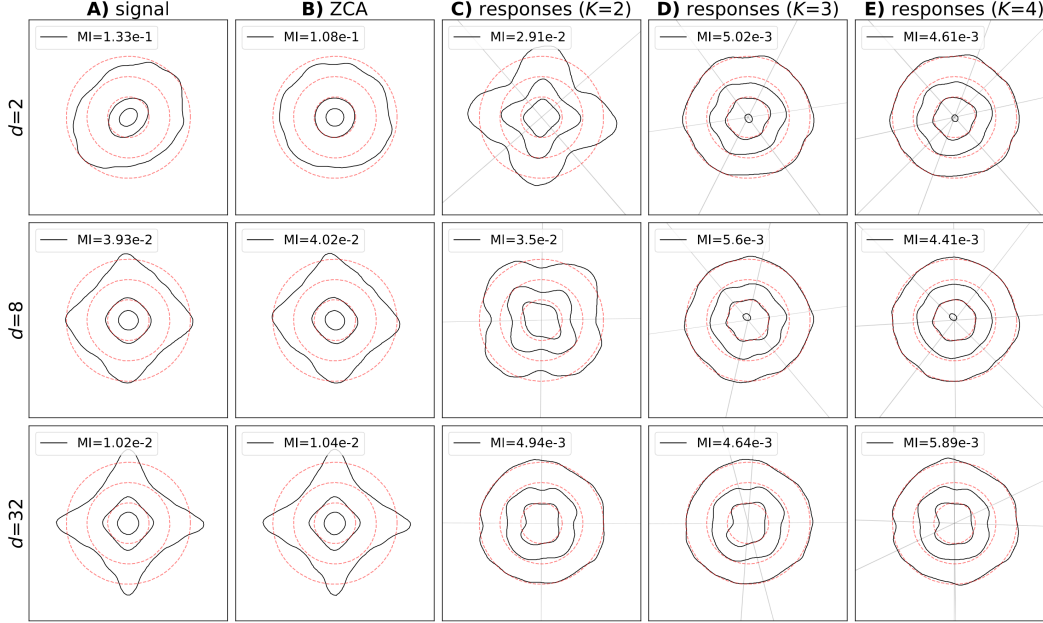 A) signal
B) ZCA
C) responses (K=2)
D) responses (K=3)
E) responses (K=4)
d=2
MI=1.33e-1
MI=1.08e-1
MI=2.91e-2
MI=5.02e-3
MI=4.61e-3
d=8
MI=3.93e-2
MI=4.02e-2
MI=3.5e-2
MI=5.6e-3
MI=4.41e-3
d=32
MI=1.02e-2
MI=1.04e-2
MI=4.94e-3
MI=4.64e-3
MI=5.89e-3